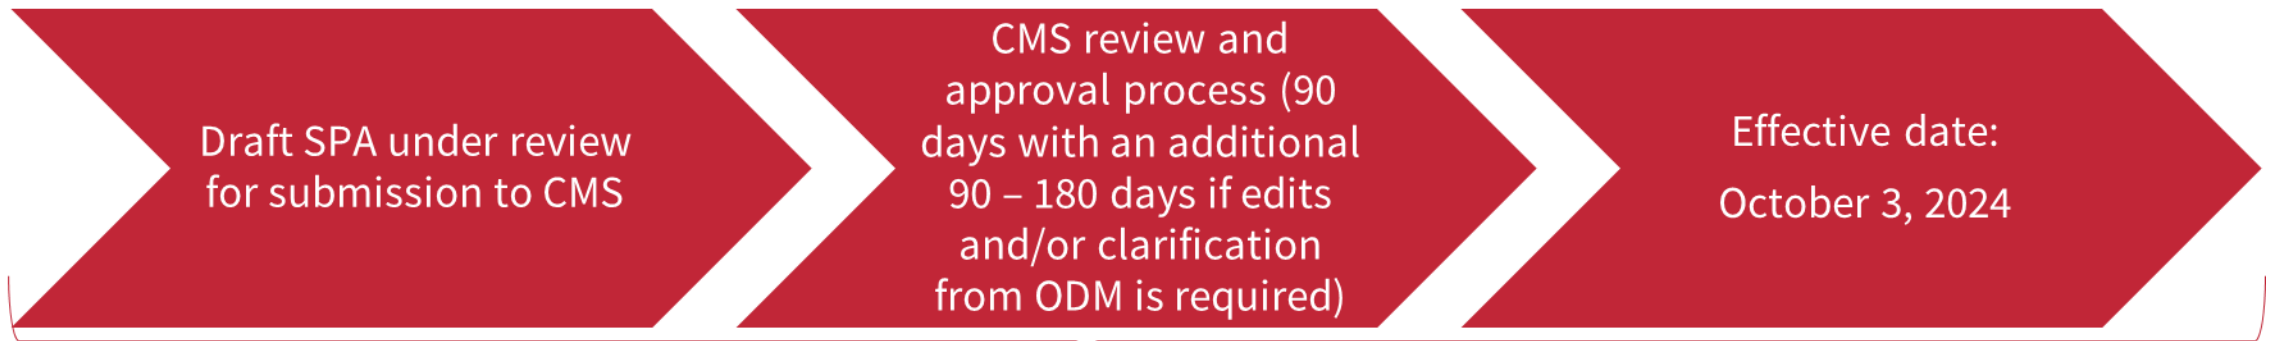 Draft SPA under review
for submission to CMS
CMS review and
approval process (90
days with an additional
90 – 180 days if edits
and/or clarification
from ODM is required)
Effective date:
October 3, 2024